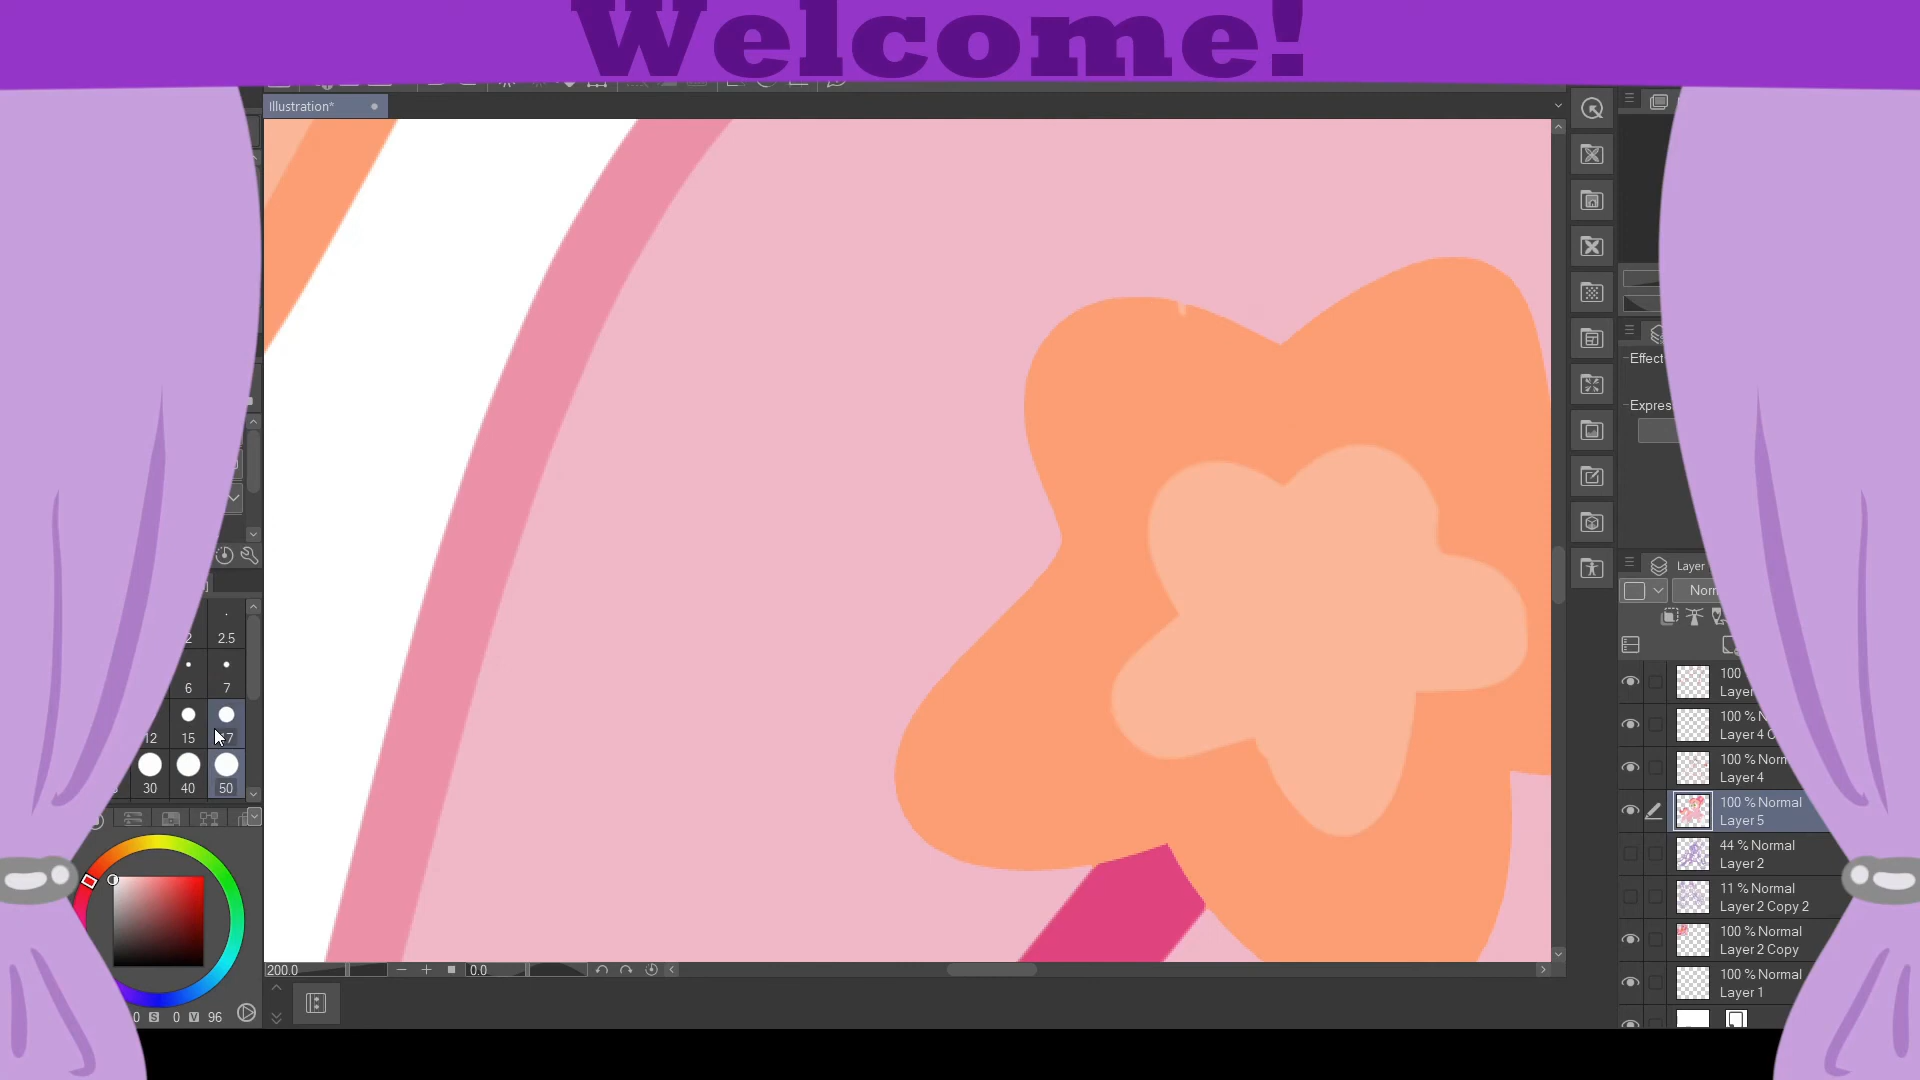 Welcome!
Illustration*
Effect
Expres
2.5
6 7
12 15 17
30 40 50
Layer
Norm
100
Layer
100 % N
Layer 4 C
100 % Norm
Layer 4
100 % Normal
Layer 5
44 % Normal
Layer 2
11 % Normal
Layer 2 Copy 2
100 % Normal
Layer 2 Copy
100 % Normal
Layer 1
200.0 0.0
0 S 0 V 96